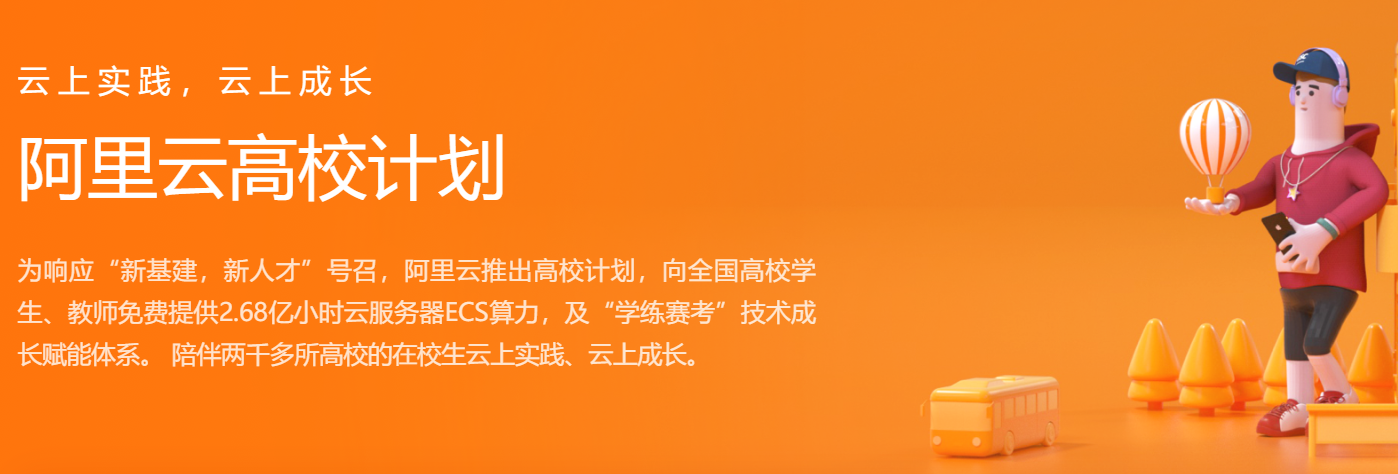 云上实践，云上成长
阿里云高校计划
为响应“新基建，新人才”号召，阿里云推出高校计划，向全国高校学
生、教师免费提供2.68亿小时云服务器ECS算力，及“学练赛考”技术成
长赋能体系。 陪伴两千多所高校的在校生云上实践、云上成长。